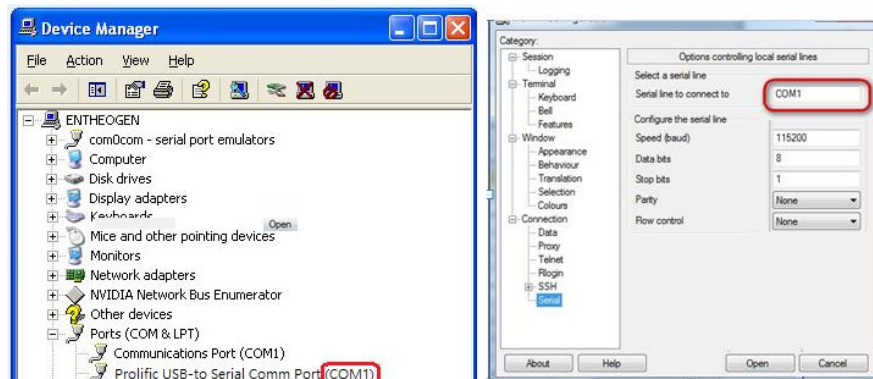 Device Manager
File Action View Help
ENTHEOGEN
com0com - serial port emulators
Computer
Disk drives
Display adapters
Keyboards
Open
Mice and other pointing devices
Monitors
Network adapters
NVIDIA Network Bus Enumerator
Other devices
Ports (COM & LPT)
Communications Port (COM1)
Prolific USB-to Serial Comm Port (COM1)
Category:
Session
Logging
Terminal
Keyboard
Bell
Features
Window
Appearance
Behaviour
Translation
Selection
Colours
Connection
Data
Proxy
Telnet
Rlogin
SSH
Serial
Options controlling local serial lines
Select a serial line
Serial line to connect to COM1
Configure the serial line
Speed (baud) 115200
Data bits 8
Stop bits 1
Parity None
Flow control None
About Help Open Cancel